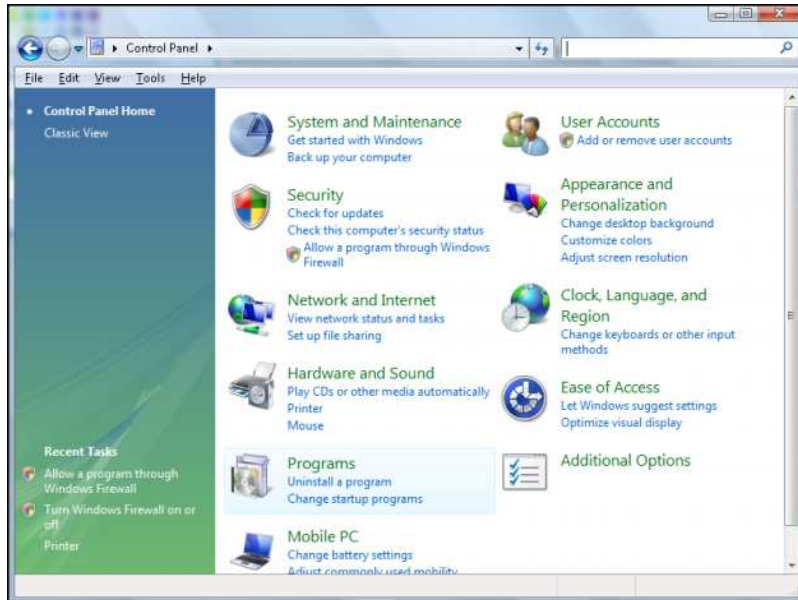 Control Panel
File Edit View Tools Help
Control Panel Home
Classic View
Recent Tasks
Allow a program through
Windows Firewall
Turn Windows Firewall on or
off
Printer
System and Maintenance
Get started with Windows
Back up your computer
Security
Check for updates
Check this computer's security status
Allow a program through Windows
Firewall
Network and Internet
View network status and tasks
Set up file sharing
Hardware and Sound
Play CDs or other media automatically
Printer
Mouse
Programs
Uninstall a program
Change startup programs
Mobile PC
Change battery settings
Adjust commonly used mobility
User Accounts
Add or remove user accounts
Appearance and
Personalization
Change desktop background
Customize colors
Adjust screen resolution
Clock, Language, and
Region
Change keyboards or other input
methods
Ease of Access
Let Windows suggest settings
Optimize visual display
Additional Options